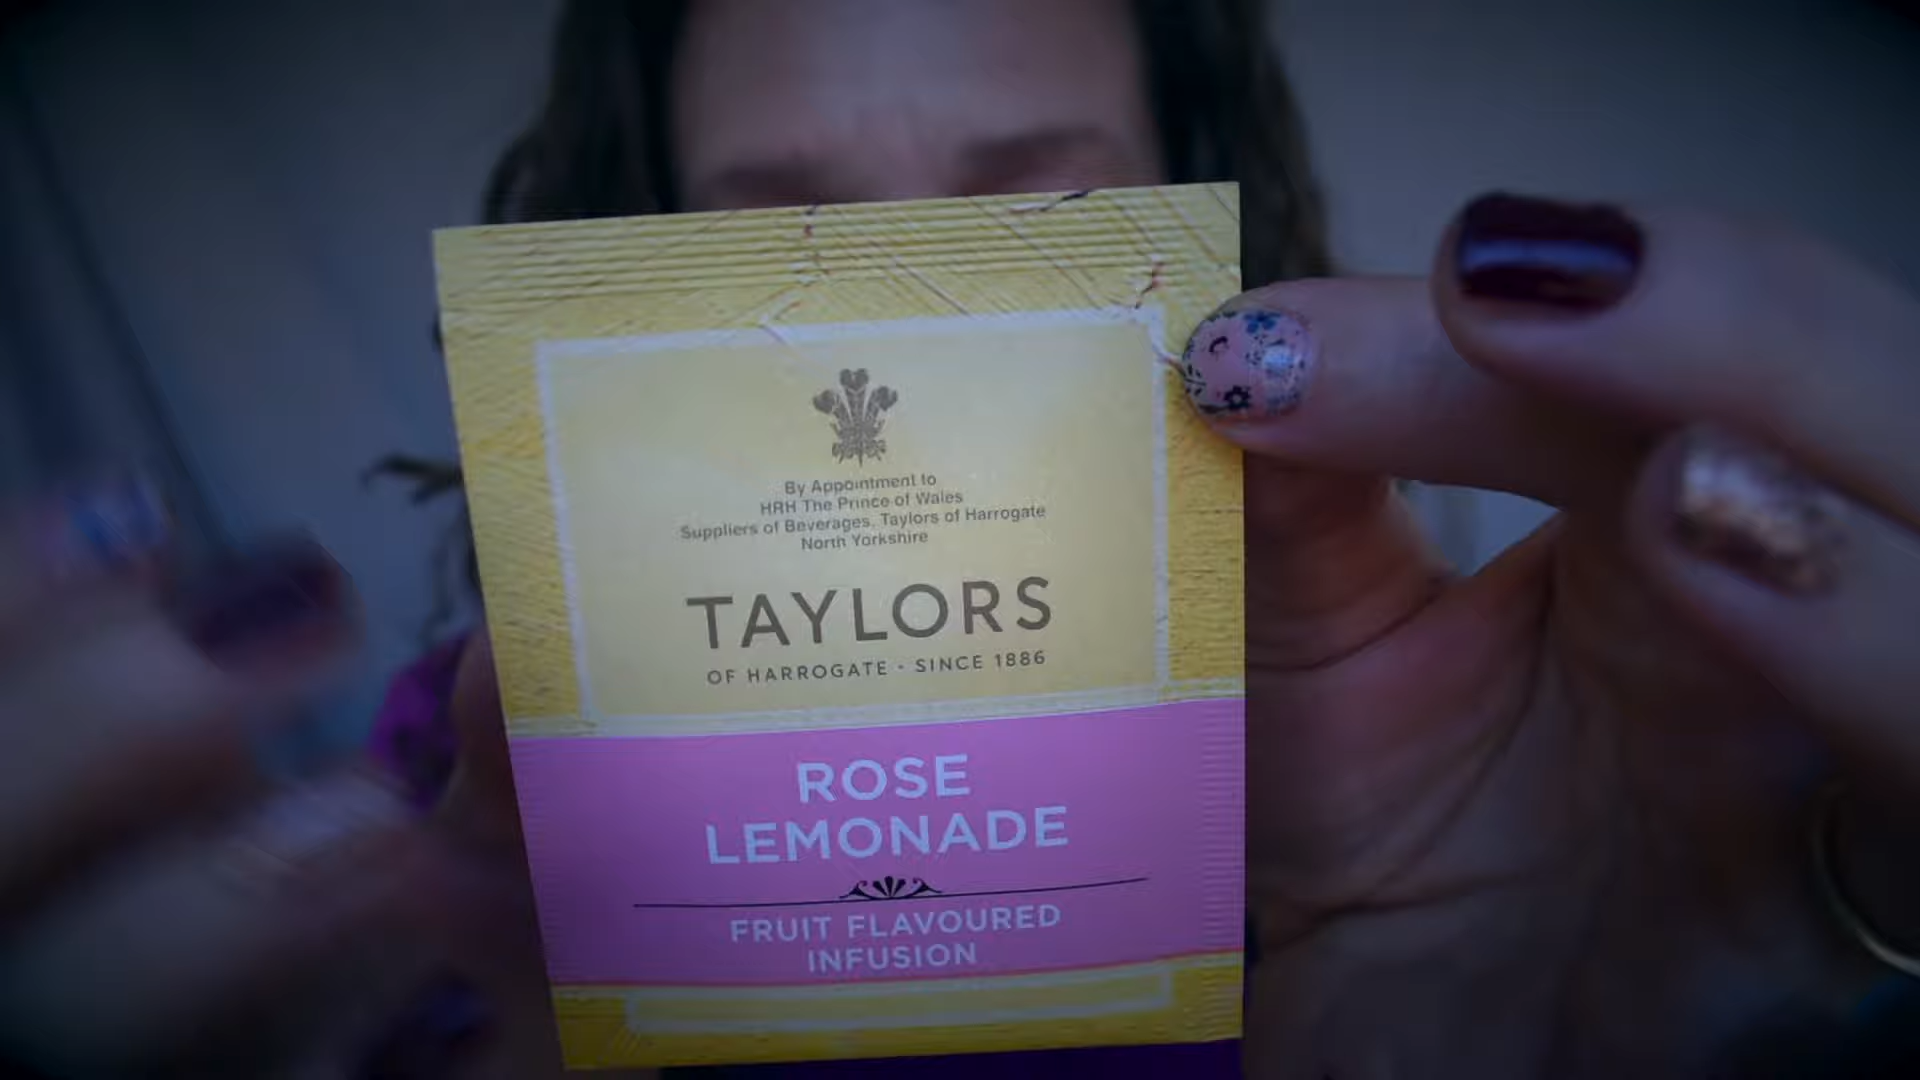 By Appointment to
HRH The Prince of Wales
Suppliers of Beverages, Taylors of Harrogate
North Yorkshire
TAYLORS
OF HARROGATE - SINCE 1886
ROSE
LEMONADE
FRUIT FLAVOURED
INFUSION